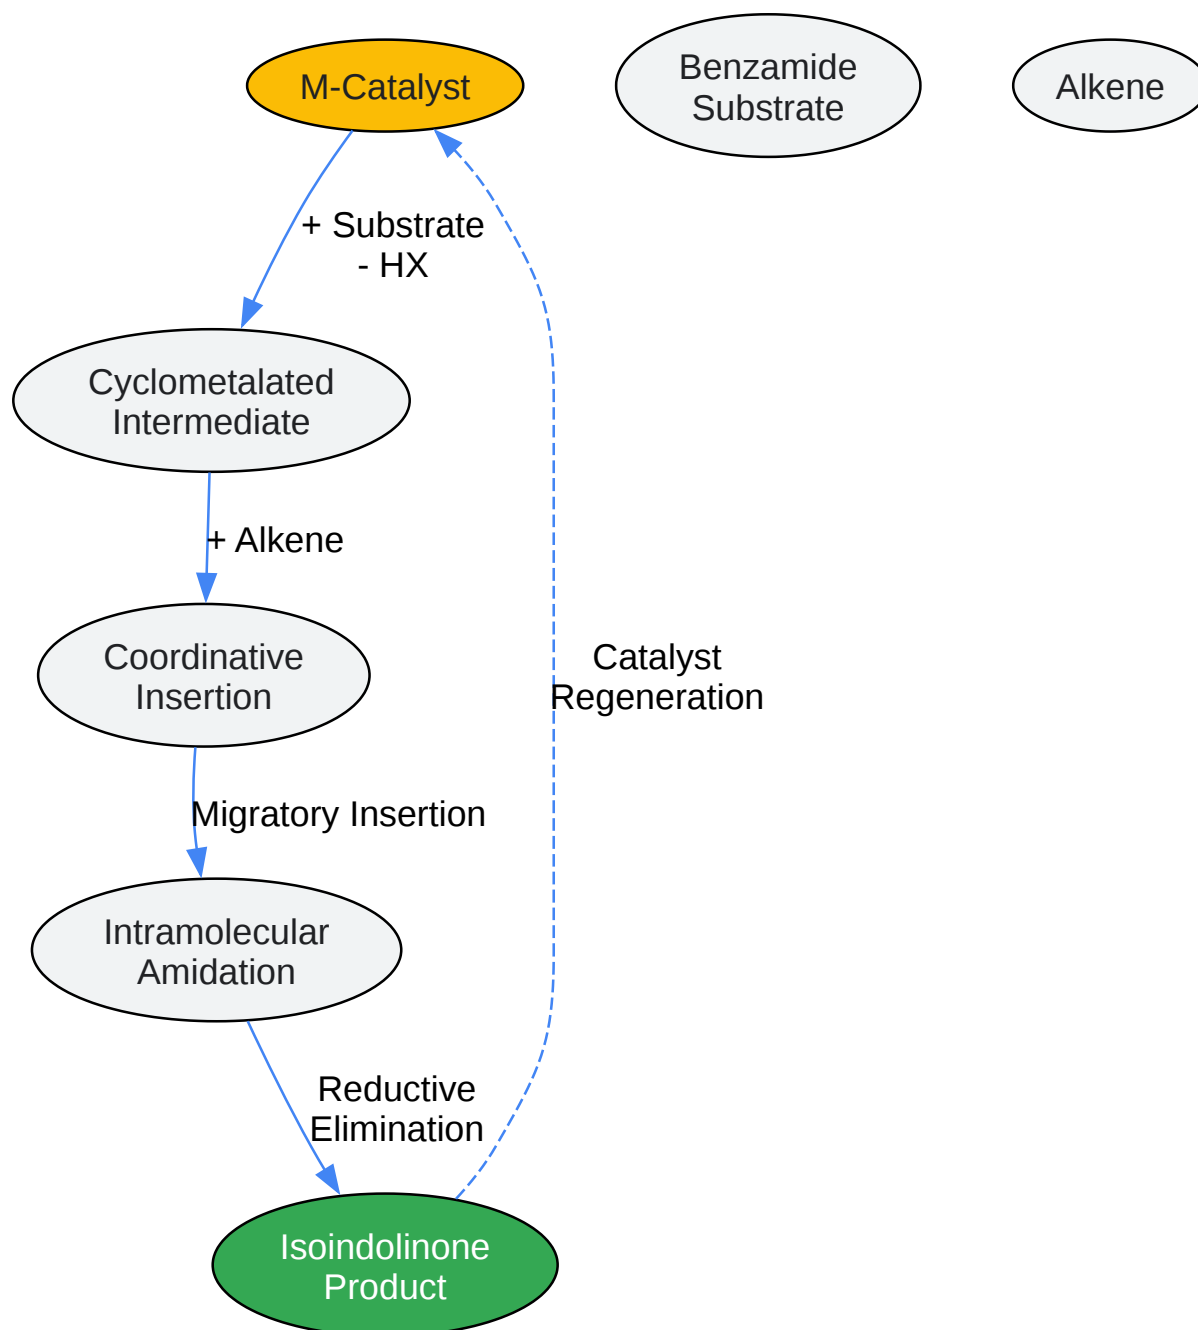 M-Catalyst
Benzamide
Substrate
Alkene
+ Substrate
- HX
Cyclometalated
Intermediate
+ Alkene
Coordinative
Insertion
Catalyst
Regeneration
Migratory Insertion
Intramolecular
Amidation
Reductive
Elimination
Isoindolinone
Product